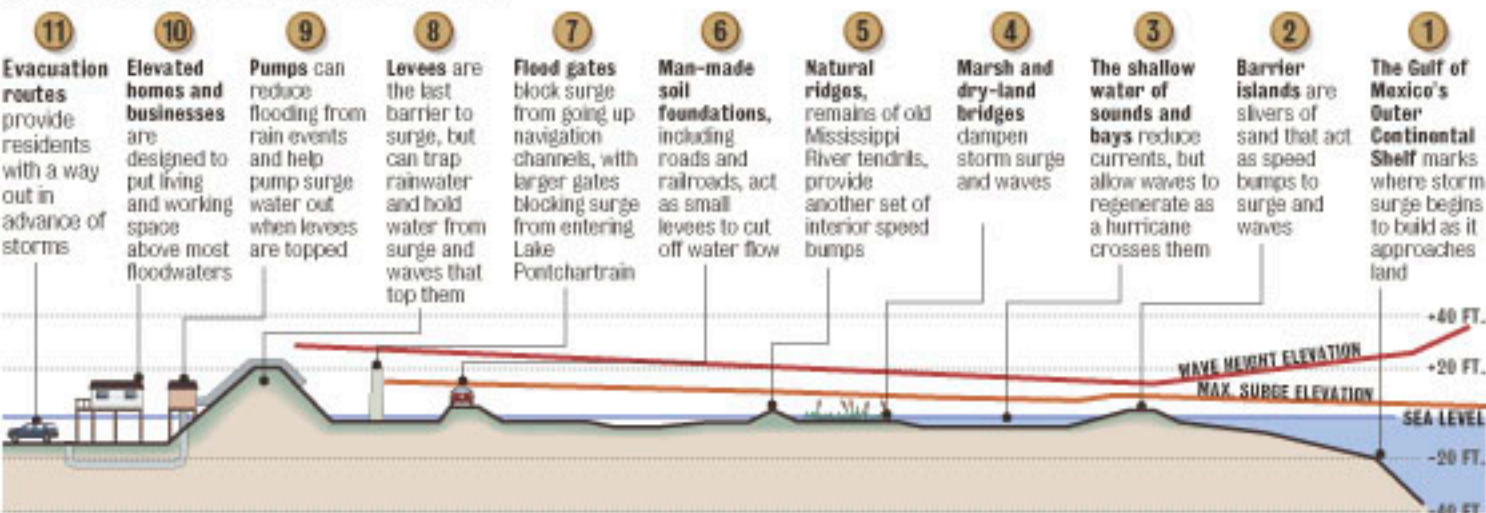 11
Evacuation
routes
provide
residents
with a way
out in
advance of
storms
10
Elevated
homes and
businesses
are
designed to
put living
and working
space
above most
floodwaters
9
Pumps can
reduce
flooding from
rain events
and help
pump surge
water out
when levees
are topped
8
Levees are
the last
barrier to
surge, but
can trap
rainwater
and hold
water from
surge and
waves that
top them
7
Flood gates
block surge
from going up
navigation
channels, with
larger gates
blocking surge
from entering
Lake
Pontchartrain
6
Man-made
soil
foundations,
including
roads and
railroads, act
as small
levees to cut
off water flow
5
Natural
ridges,
remains of old
Mississippi
River tendrils,
provide
another set of
interior speed
bumps
4
Marsh and
dry-land
bridges
dampen
storm surge
and waves
3
The shallow
water of
sounds and
bays reduce
currents, but
allow waves to
regenerate as
a hurricane
crosses them
2
Barrier
islands are
slivers of
sand that act
as speed
bumps to
surge and
waves
1
The Gulf of
Mexico's
Outer
Continental
Shelf marks
where storm
surge begins
to build as it
approaches
land
+40 FT.
WAVE HEIGHT ELEVATION
+20 FT.
MAX. SURGE ELEVATION
SEA LEVEL
-20 FT.
-40 FT.